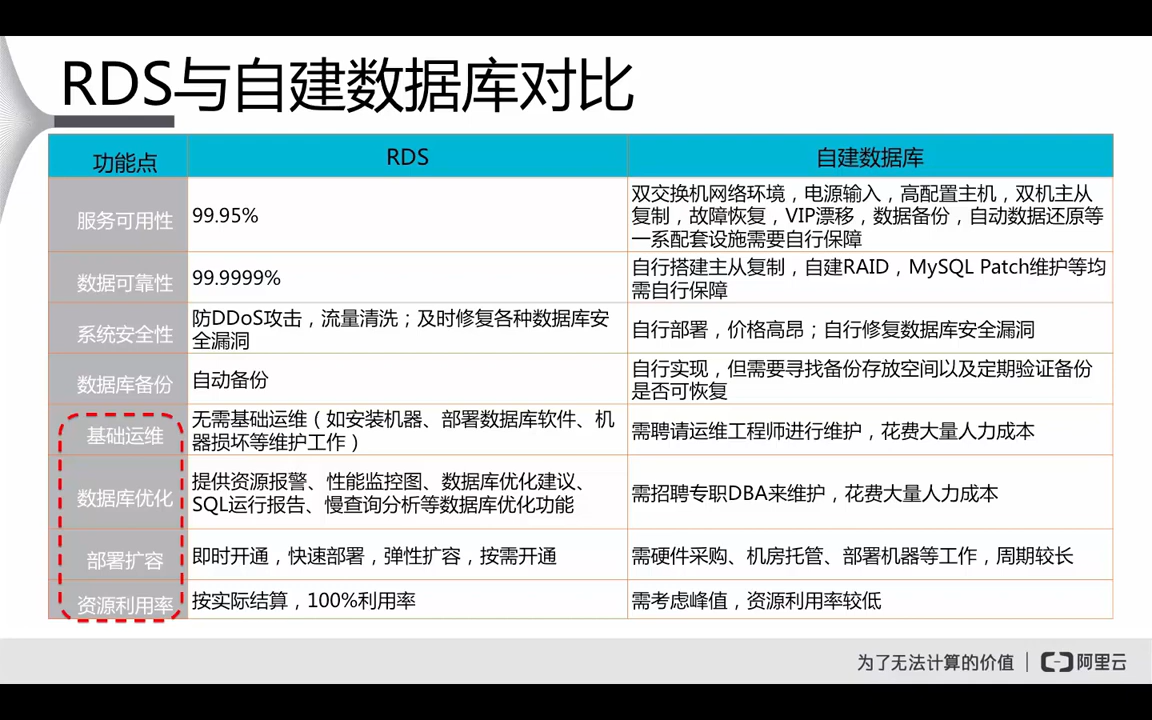 RDS与自建数据库对比
功能点
RDS
自建数据库
服务可用性
99.95%
双交换机网络环境，电源输入，高配置主机，双机主从
复制，故障恢复，VIP漂移，数据备份，自动数据还原等
一系配套设施需要自行保障
数据可靠性
99.9999%
自行搭建主从复制，自建RAID，MySQL Patch维护等均
需自行保障
系统安全性
防DDoS攻击，流量清洗；及时修复各种数据库安
全漏洞
自行部署，价格高昂；自行修复数据库安全漏洞
数据库备份
自动备份
自行实现，但需要寻找备份存放空间以及定期验证备份
是否可恢复
基础运维
无需基础运维（如安装机器、部署数据库软件、机
器损坏等维护工作）
需聘请运维工程师进行维护，花费大量人力成本
数据库优化
提供资源报警、性能监控图、数据库优化建议、
SQL运行报告、慢查询分析等数据库优化功能
需招聘专职DBA来维护，花费大量人力成本
部署扩容
即时开通，快速部署，弹性扩容，按需开通
需硬件采购、机房托管、部署机器等工作，周期较长
资源利用率
按实际结算，100%利用率
需考虑峰值，资源利用率较低
为了无法计算的价值
阿里云